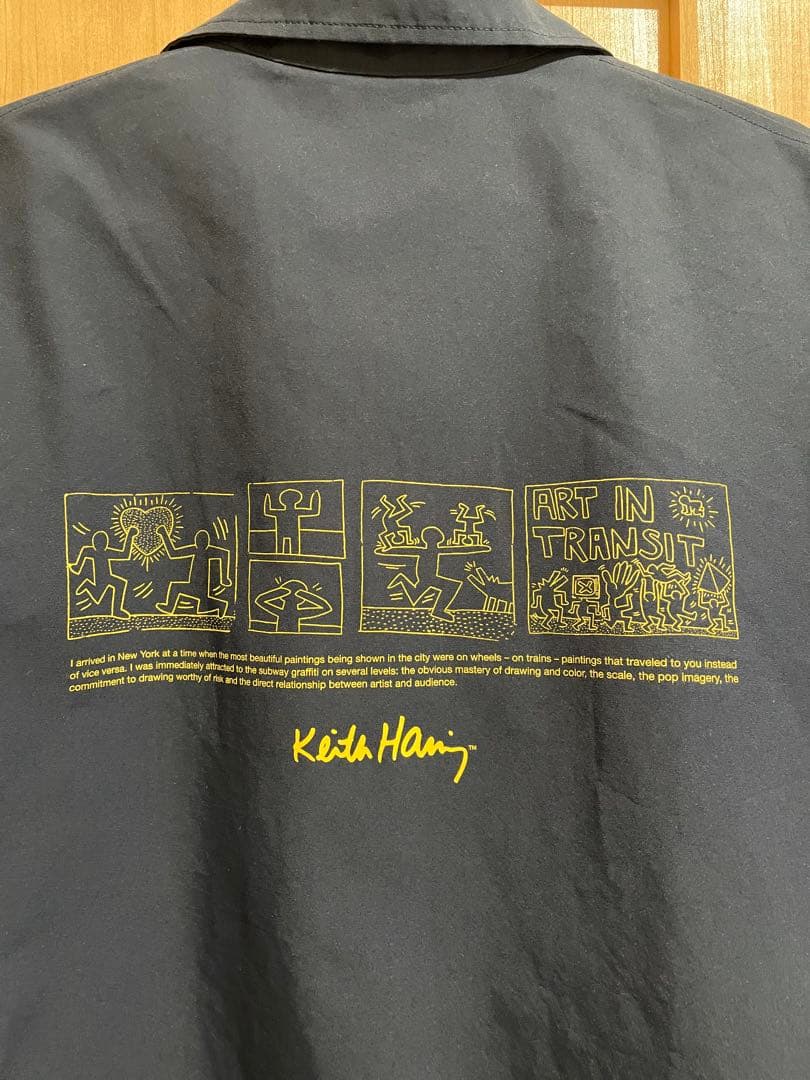 ART IN
TRANSIT
I arrived in New York at a time when the most beautiful paintings being shown in the city were on wheels – on trains – paintings that traveled to you instead
of vice versa. I was immediately attracted to the subway graffiti on several levels: the obvious mastery of drawing and color, the scale, the pop imagery, the
commitment to drawing worthy of risk and the direct relationship between artist and audience.
Keith Haring™